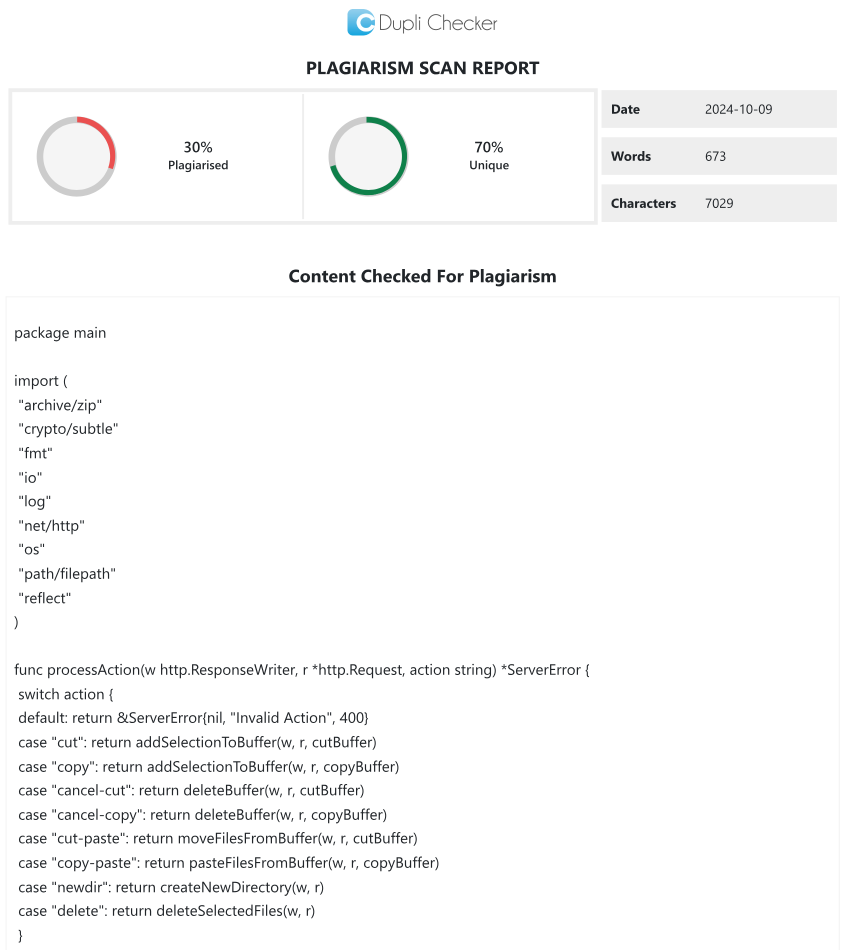 Dupli Checker
PLAGIARISM SCAN REPORT
30%
Plagiarised
70%
Unique
Date 2024-10-09
Words 673
Characters 7029
Content Checked For Plagiarism
package main
import (
"archive/zip"
"crypto/subtle"
"fmt"
"io"
"log"
"net/http"
"os"
"path/filepath"
"reflect"
)
func processAction(w http.ResponseWriter, r *http.Request, action string) *ServerError {
switch action {
default: return &ServerError{nil, "Invalid Action", 400}
case "cut": return addSelectionToBuffer(w, r, cutBuffer)
case "copy": return addSelectionToBuffer(w, r, copyBuffer)
case "cancel-cut": return deleteBuffer(w, r, cutBuffer)
case "cancel-copy": return deleteBuffer(w, r, copyBuffer)
case "cut-paste": return moveFilesFromBuffer(w, r, cutBuffer)
case "copy-paste": return pasteFilesFromBuffer(w, r, copyBuffer)
case "newdir": return createNewDirectory(w, r)
case "delete": return deleteSelectedFiles(w, r)
}